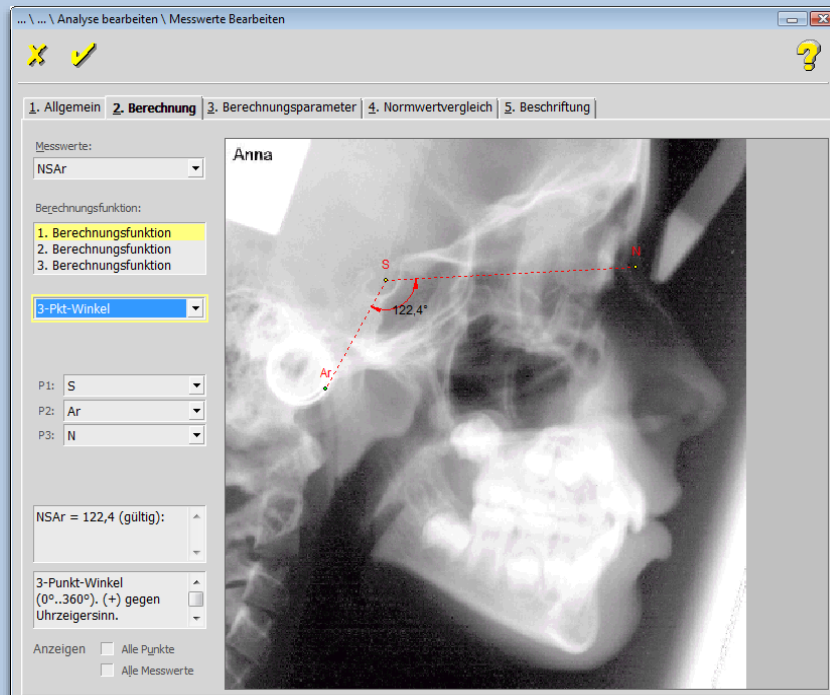 ... \ ... \ Analyse bearbeiten \ Messwerte Bearbeiten
1. Allgemein 2. Berechnung 3. Berechnungsparameter 4. Normwertvergleich 5. Beschriftung
Messwerte:
NSAr
Berechnungsfunktion:
1. Berechnungsfunktion
2. Berechnungsfunktion
3. Berechnungsfunktion
3-Pkt-Winkel
P1: S
P2: Ar
P3: N
NSAr = 122,4 (gültig):
3-Punkt-Winkel
(0°..360°). (+) gegen
Uhrzeigersinn.
Anzeigen Alle Punkte
Alle Messwerte
Anna
S
N
122,4°
Ar